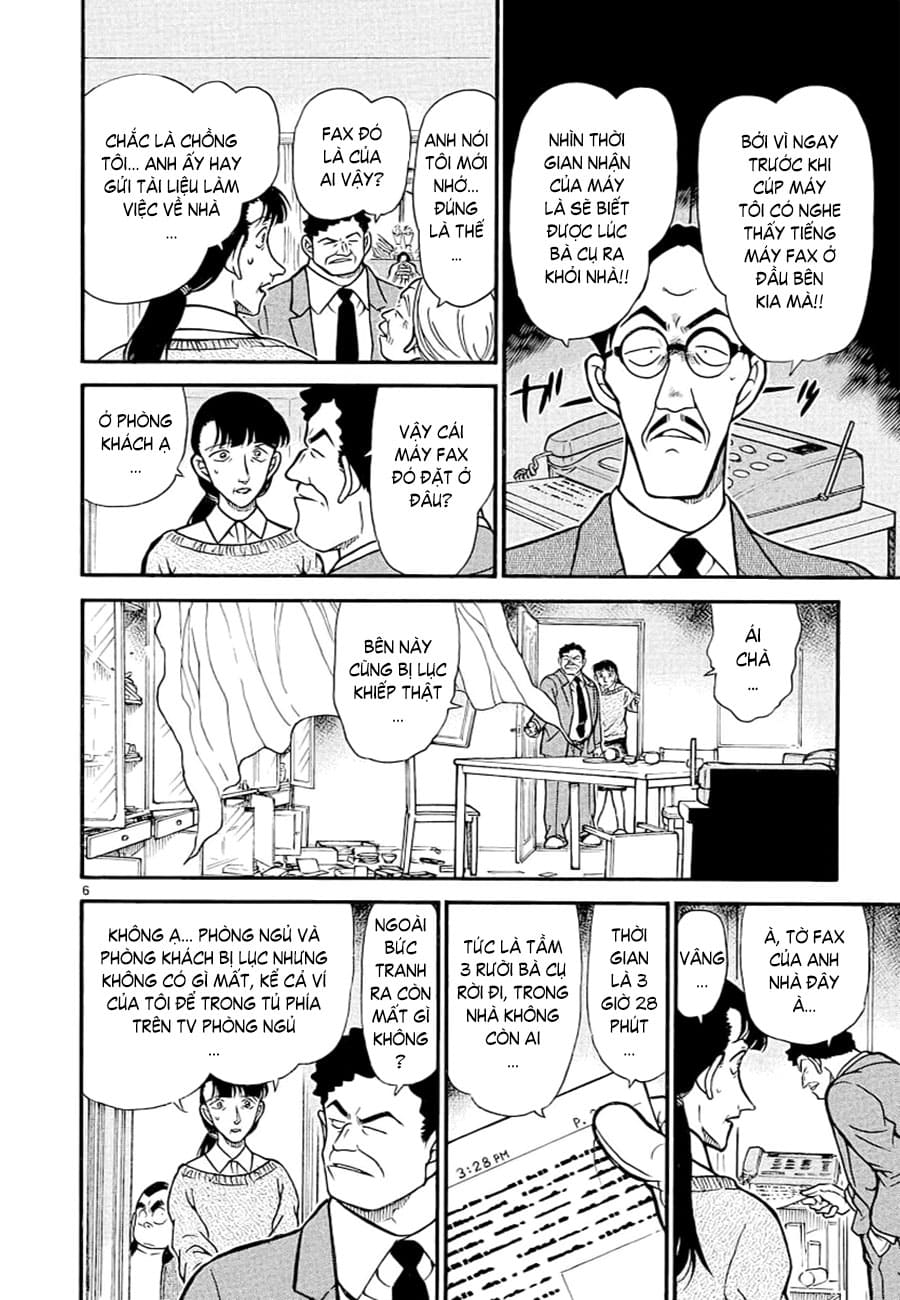 BỞI VÌ NGAY
TRƯỚC KHI
CÚP MÁY
TÔI CÓ NGHE
THẤY TIẾNG
MÁY FAX Ở
ĐẦU BÊN
KIA MÀ!!
NHÌN THỜI
GIAN NHẬN
CỦA MÁY
LÀ SẼ BIẾT
ĐƯỢC LÚC
BÀ CỤ RA
KHỎI NHÀ!!
ANH NÓI
TÔI MỚI
NHỚ...
ĐÚNG
LÀ THẾ
...
FAX ĐÓ
LÀ CỦA
AI VẬY?
CHẮC LÀ CHỒNG
TÔI... ANH ẤY HAY
GỬI TÀI LIỆU LÀM
VIỆC VỀ NHÀ
...
VẬY CÁI
MÁY FAX
ĐÓ ĐẶT Ở
ĐÂU?
Ở PHÒNG
KHÁCH Ạ
...
ÁI
CHÀ
...
BÊN NÀY
CŨNG BỊ LỤC
KHIẾP THẬT
...
6
À, TỜ FAX
CỦA ANH
NHÀ ĐÂY
À...
VÂNG
...
THỜI
GIAN
LÀ 3
GIỜ 28
PHÚT
TỨC LÀ TẦM
3 RƯỠI BÀ CỤ
RỜI ĐI, TRONG
NHÀ KHÔNG
CÒN AI
...
3:28 PM
P.
NGOÀI
BỨC
TRANH
RA CÒN
MẤT GÌ
KHÔNG
?
KHÔNG Ạ... PHÒNG NGỦ VÀ
PHÒNG KHÁCH BỊ LỤC NHƯNG
KHÔNG CÓ GÌ MẤT, KỂ CẢ VÍ
CỦA TÔI ĐỂ TRONG TỦ PHÍA
TRÊN TV PHÒNG NGỦ
...